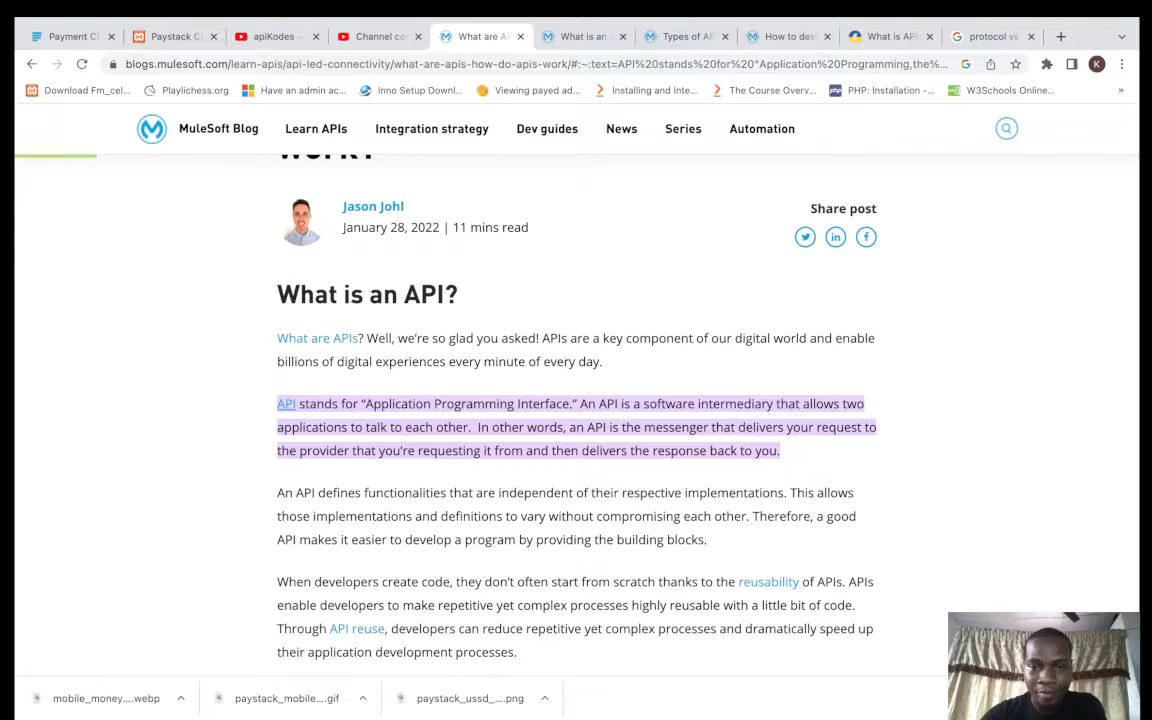 Payment Cl
Paystack C
apiKodes –
Channel co
What are A
What is an
Types of AP
How to des
What is API
protocol vs
blogs.mulesoft.com/learn-apis/api-led-connectivity/what-are-apis-how-do-apis-work/#:~:text=API%20stands%20for%20"Application%20Programming,the%...
K
Download Fm_cel...
Playlichess.org
Have an admin ac...
Inno Setup Downl...
Viewing payed ad...
Installing and Inte...
The Course Overv...
php
PHP: Installation -...
W3Schools Online...
»
MuleSoft Blog
Learn APIs
Integration strategy
Dev guides
News
Series
Automation
work?
Jason Johl
January 28, 2022 | 11 mins read
Share post
What is an API?
What are APIs? Well, we're so glad you asked! APIs are a key component of our digital world and enable
billions of digital experiences every minute of every day.
API stands for “Application Programming Interface.” An API is a software intermediary that allows two
applications to talk to each other.  In other words, an API is the messenger that delivers your request to
the provider that you're requesting it from and then delivers the response back to you.
An API defines functionalities that are independent of their respective implementations. This allows
those implementations and definitions to vary without compromising each other. Therefore, a good
API makes it easier to develop a program by providing the building blocks.
When developers create code, they don't often start from scratch thanks to the reusability of APIs. APIs
enable developers to make repetitive yet complex processes highly reusable with a little bit of code.
Through API reuse, developers can reduce repetitive yet complex processes and dramatically speed up
their application development processes.
mobile_money....webp
paystack_mobile....gif
paystack_ussd_....png